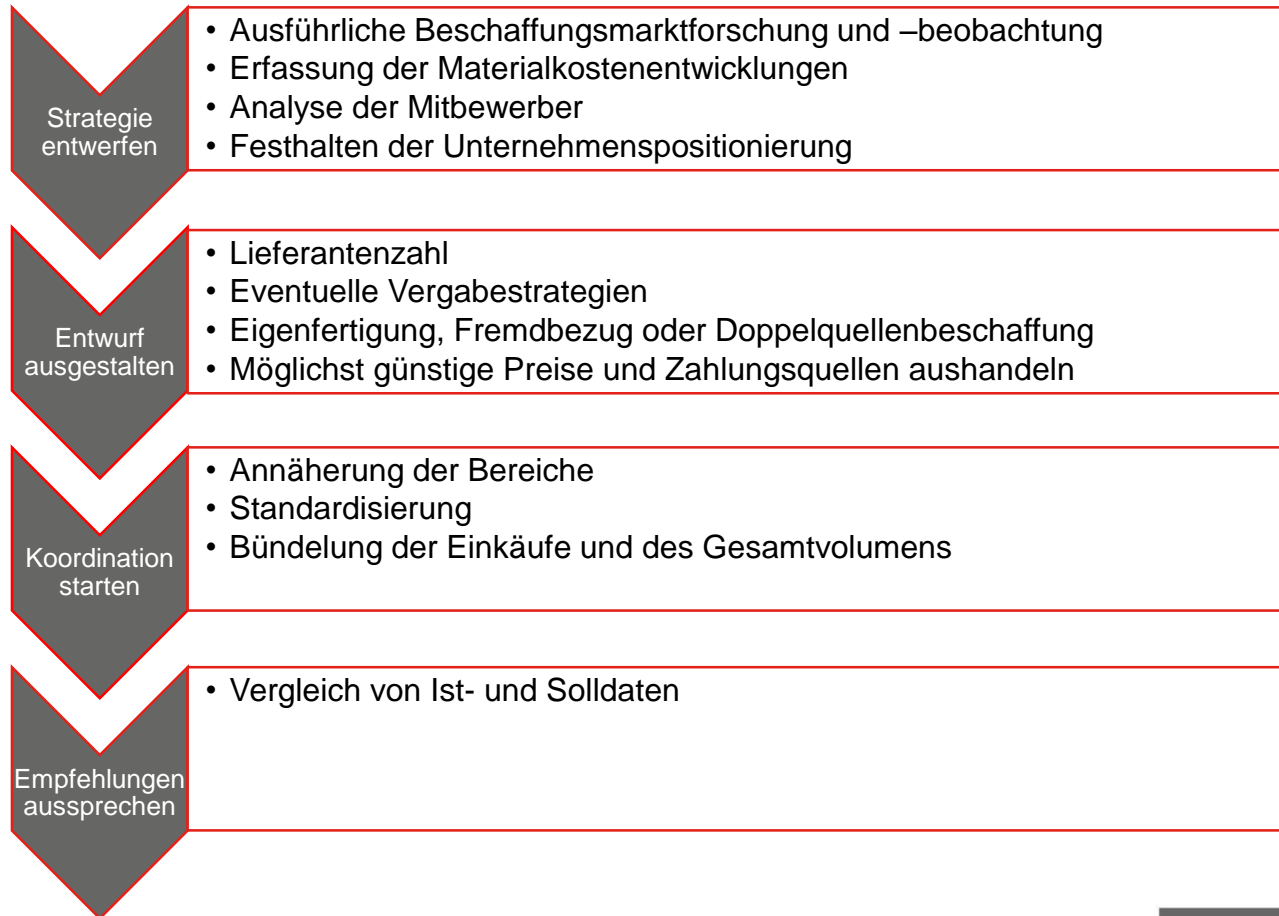 Strategie
entwerfen
• Ausführliche Beschaffungsmarktforschung und –beobachtung
• Erfassung der Materialkostenentwicklungen
• Analyse der Mitbewerber
• Festhalten der Unternehmenspositionierung
Entwurf
ausgestalten
• Lieferantenzahl
• Eventuelle Vergabestrategien
• Eigenfertigung, Fremdbezug oder Doppelquellenbeschaffung
• Möglichst günstige Preise und Zahlungsquellen aushandeln
Koordination
starten
• Annäherung der Bereiche
• Standardisierung
• Bündelung der Einkäufe und des Gesamtvolumens
Empfehlungen
aussprechen
• Vergleich von Ist- und Solldaten